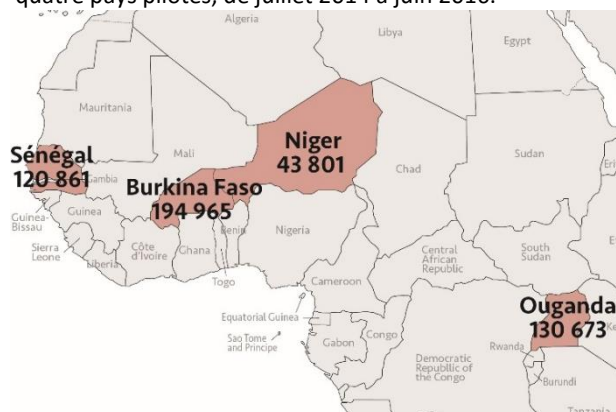 quatre pays pilotes, de juillet 2014 à juin 2016.
Algeria
Libya
Egypt
Mauritania
Mali
Niger
43 801
Chad
Sudan
Sénégal
120 861
Gambia
Burkina Faso
194 965
Guinea-
Bissau
Guinea
Sierra
Leone
Liberia
Côte
d'Ivoire
Ghana
Togo
Benin
Nigeria
Cameroon
Central
African
Republic
South
Sudan
Equatorial Guinea
Sao Tome
and Principe
Gabon
Congo
Democratic
Republlic of
the Congo
Ouganda
130 673
Rwanda
Burundi
Tanzania